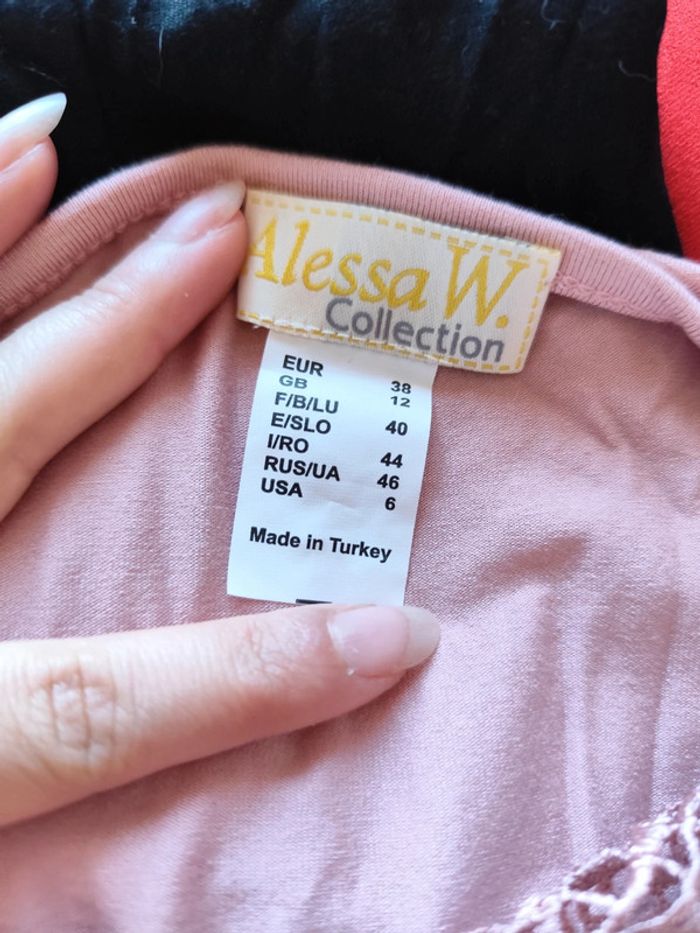 Alessa W.
Collection
EUR 38
GB 12
F/B/LU 40
E/SLO
I/RO 44
RUS/UA 46
USA 6
Made in Turkey